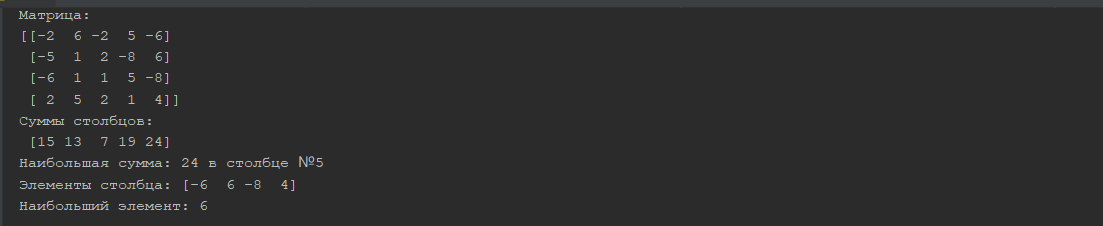 Матрица:
[[-2  6 -2  5 -6]
 [-5  1  2 -8  6]
 [-6  1  1  5 -8]
 [ 2  5  2  1  4]]
Суммы столбцов:
 [15 13  7 19 24]
Наибольшая сумма: 24 в столбце №5
Элементы столбца: [-6  6 -8  4]
Наибольший элемент: 6